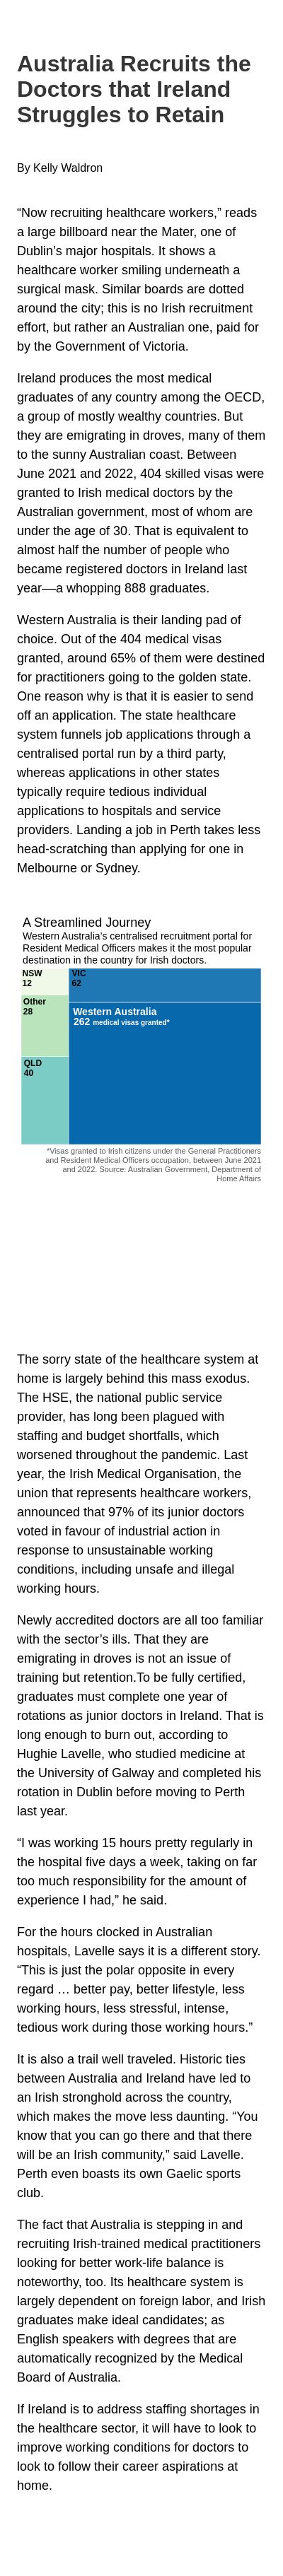 Australia Recruits the
Doctors that Ireland
Struggles to Retain
By Kelly Waldron
“Now recruiting healthcare workers,” reads
a large billboard near the Mater, one of
Dublin’s major hospitals. It shows a
healthcare worker smiling underneath a
surgical mask. Similar boards are dotted
around the city; this is no Irish recruitment
effort, but rather an Australian one, paid for
by the Government of Victoria.
Ireland produces the most medical
graduates of any country among the OECD,
a group of mostly wealthy countries. But
they are emigrating in droves, many of them
to the sunny Australian coast. Between
June 2021 and 2022, 404 skilled visas were
granted to Irish medical doctors by the
Australian government, most of whom are
under the age of 30. That is equivalent to
almost half the number of people who
became registered doctors in Ireland last
year—a whopping 888 graduates.
Western Australia is their landing pad of
choice. Out of the 404 medical visas
granted, around 65% of them were destined
for practitioners going to the golden state.
One reason why is that it is easier to send
off an application. The state healthcare
system funnels job applications through a
centralised portal run by a third party,
whereas applications in other states
typically require tedious individual
applications to hospitals and service
providers. Landing a job in Perth takes less
head-scratching than applying for one in
Melbourne or Sydney.
A Streamlined Journey
Western Australia’s centralised recruitment portal for
Resident Medical Officers makes it the most popular
destination in the country for Irish doctors.
NSW
12
VIC
62
Other
28
Western Australia
262 medical visas granted*
QLD
40
*Visas granted to Irish citizens under the General Practitioners
and Resident Medical Officers occupation, between June 2021
and 2022. Source: Australian Government, Department of
Home Affairs
The sorry state of the healthcare system at
home is largely behind this mass exodus.
The HSE, the national public service
provider, has long been plagued with
staffing and budget shortfalls, which
worsened throughout the pandemic. Last
year, the Irish Medical Organisation, the
union that represents healthcare workers,
announced that 97% of its junior doctors
voted in favour of industrial action in
response to unsustainable working
conditions, including unsafe and illegal
working hours.
Newly accredited doctors are all too familiar
with the sector’s ills. That they are
emigrating in droves is not an issue of
training but retention.To be fully certified,
graduates must complete one year of
rotations as junior doctors in Ireland. That is
long enough to burn out, according to
Hughie Lavelle, who studied medicine at
the University of Galway and completed his
rotation in Dublin before moving to Perth
last year.
“I was working 15 hours pretty regularly in
the hospital five days a week, taking on far
too much responsibility for the amount of
experience I had,” he said.
For the hours clocked in Australian
hospitals, Lavelle says it is a different story.
“This is just the polar opposite in every
regard … better pay, better lifestyle, less
working hours, less stressful, intense,
tedious work during those working hours.”
It is also a trail well traveled. Historic ties
between Australia and Ireland have led to
an Irish stronghold across the country,
which makes the move less daunting. “You
know that you can go there and that there
will be an Irish community,” said Lavelle.
Perth even boasts its own Gaelic sports
club.
The fact that Australia is stepping in and
recruiting Irish-trained medical practitioners
looking for better work-life balance is
noteworthy, too. Its healthcare system is
largely dependent on foreign labor, and Irish
graduates make ideal candidates; as
English speakers with degrees that are
automatically recognized by the Medical
Board of Australia.
If Ireland is to address staffing shortages in
the healthcare sector, it will have to look to
improve working conditions for doctors to
look to follow their career aspirations at
home.